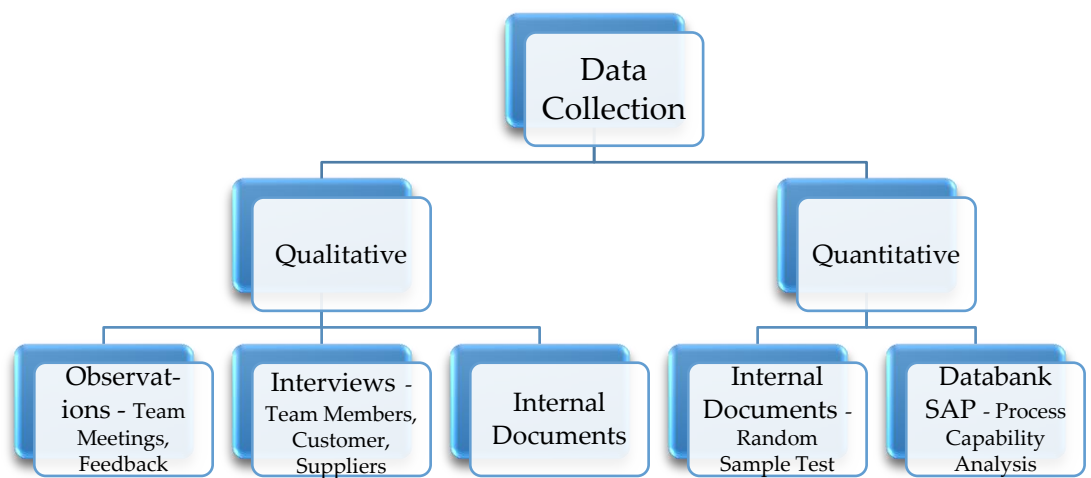 Data
Collection
Qualitative
Quantitative
Observat-
ions - Team
Meetings,
Feedback
Interviews -
Team Members,
Customer,
Suppliers
Internal
Documents
Internal
Documents -
Random
Sample Test
Databank
SAP - Process
Capability
Analysis